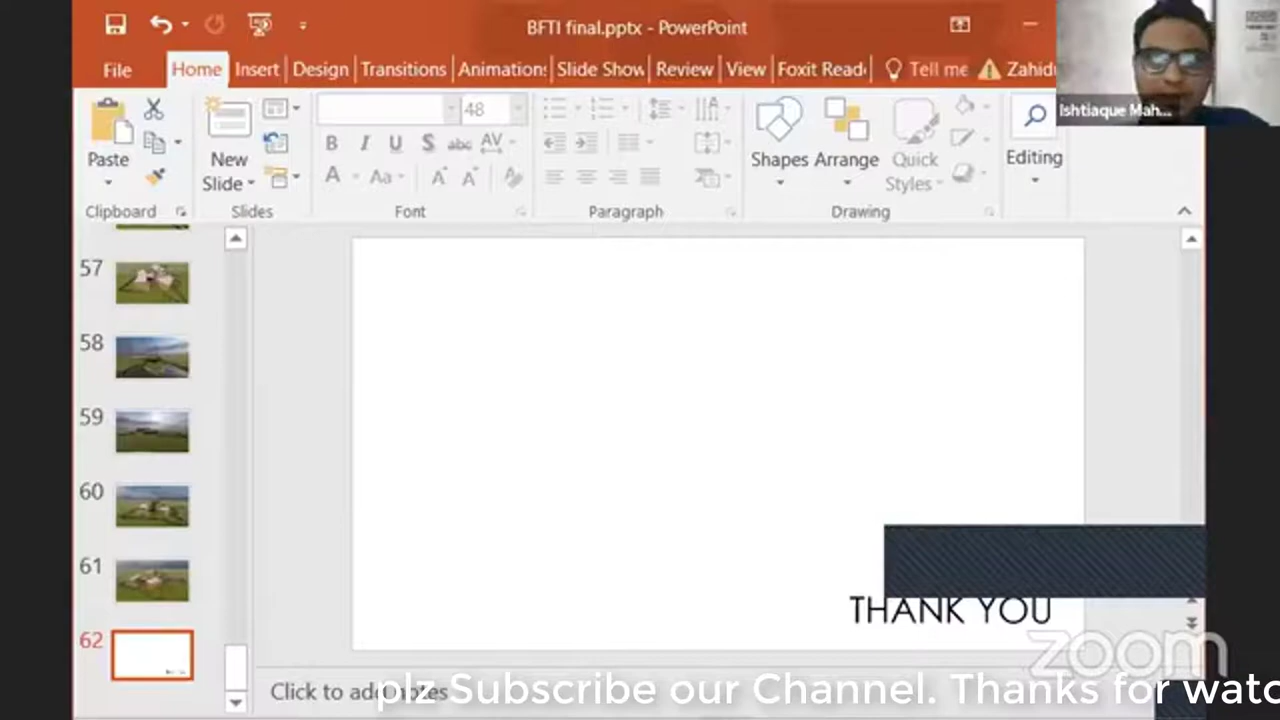 BFTI final.pptx - PowerPoint
File Home Insert Design Transitions Animation: Slide Show Review View Foxit Read Tell me Zahid
Ishtiaque Mah...
48
Paste
New
Slide
Shapes Arrange Quick
Styles
Editing
B I U S abc AV
A Aa A A
Clipboard Slides Font Paragraph Drawing
57
58
59
60
61
62
THANK YOU
zoom
Click to add notes
plz Subscribe our Channel. Thanks for watc